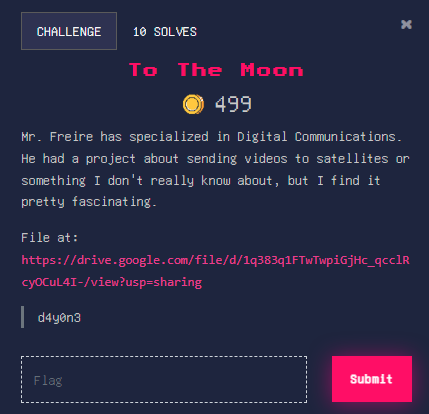 CHALLENGE 10 SOLVES
To The Moon
499
Mr. Freire has specialized in Digital Communications.
He had a project about sending videos to satellites or
something I don't really know about, but I find it
pretty fascinating.
File at:
https://drive.google.com/file/d/1q383q1FTwTwpiGjHc_qcclR
cyOCuL4I-/view?usp=sharing
d4y0n3
Flag Submit